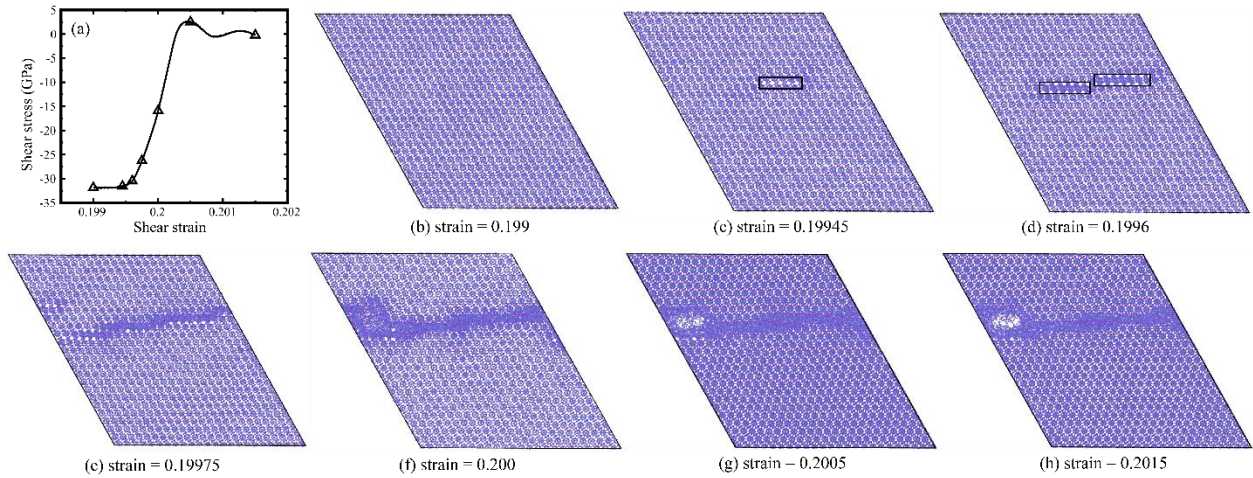 (a)
Shear stress (GPa)
5
0
-5
-10
-15
-20
-25
-30
-35
0.199
0.2
0.201
0.202
Shear strain
(b) strain = 0.199
(c) strain = 0.19945
(d) strain = 0.1996
(e) strain = 0.19975
(f) strain = 0.200
(g) strain = 0.2005
(h) strain = 0.2015